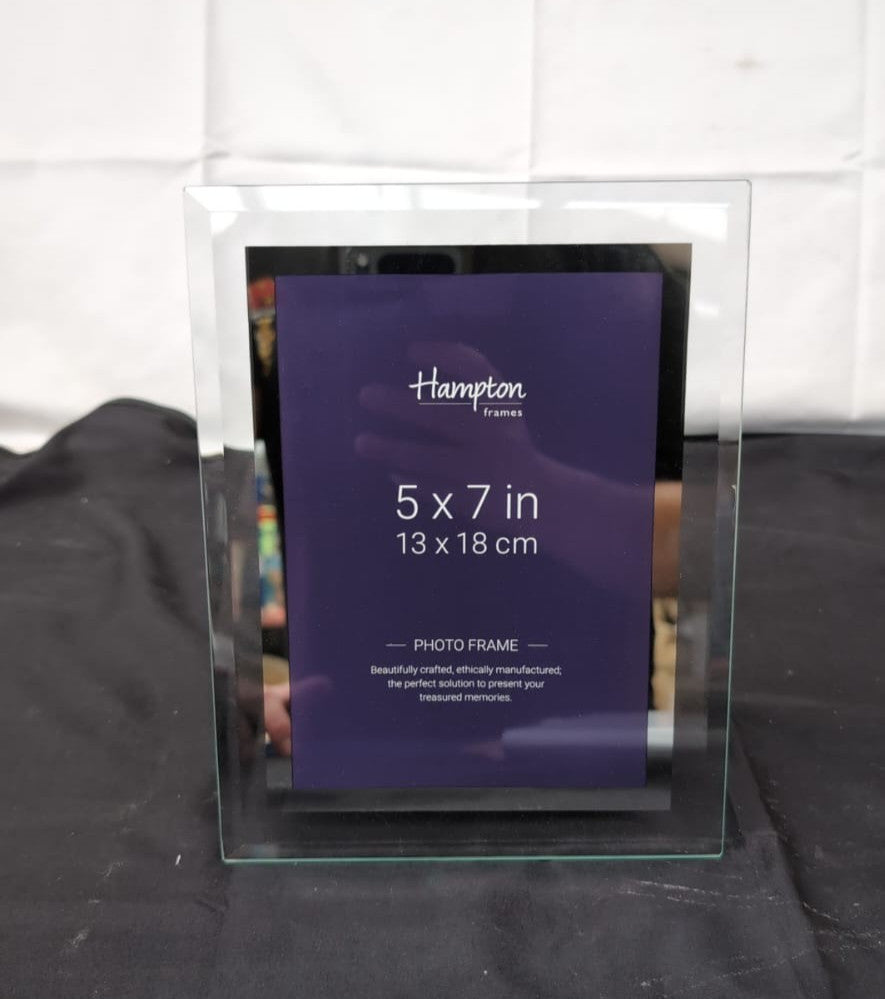 Hampton
frames
5 x 7 in
13 x 18 cm
PHOTO FRAME
Beautifully crafted, ethically manufactured;
the perfect solution to present your
treasured memories.